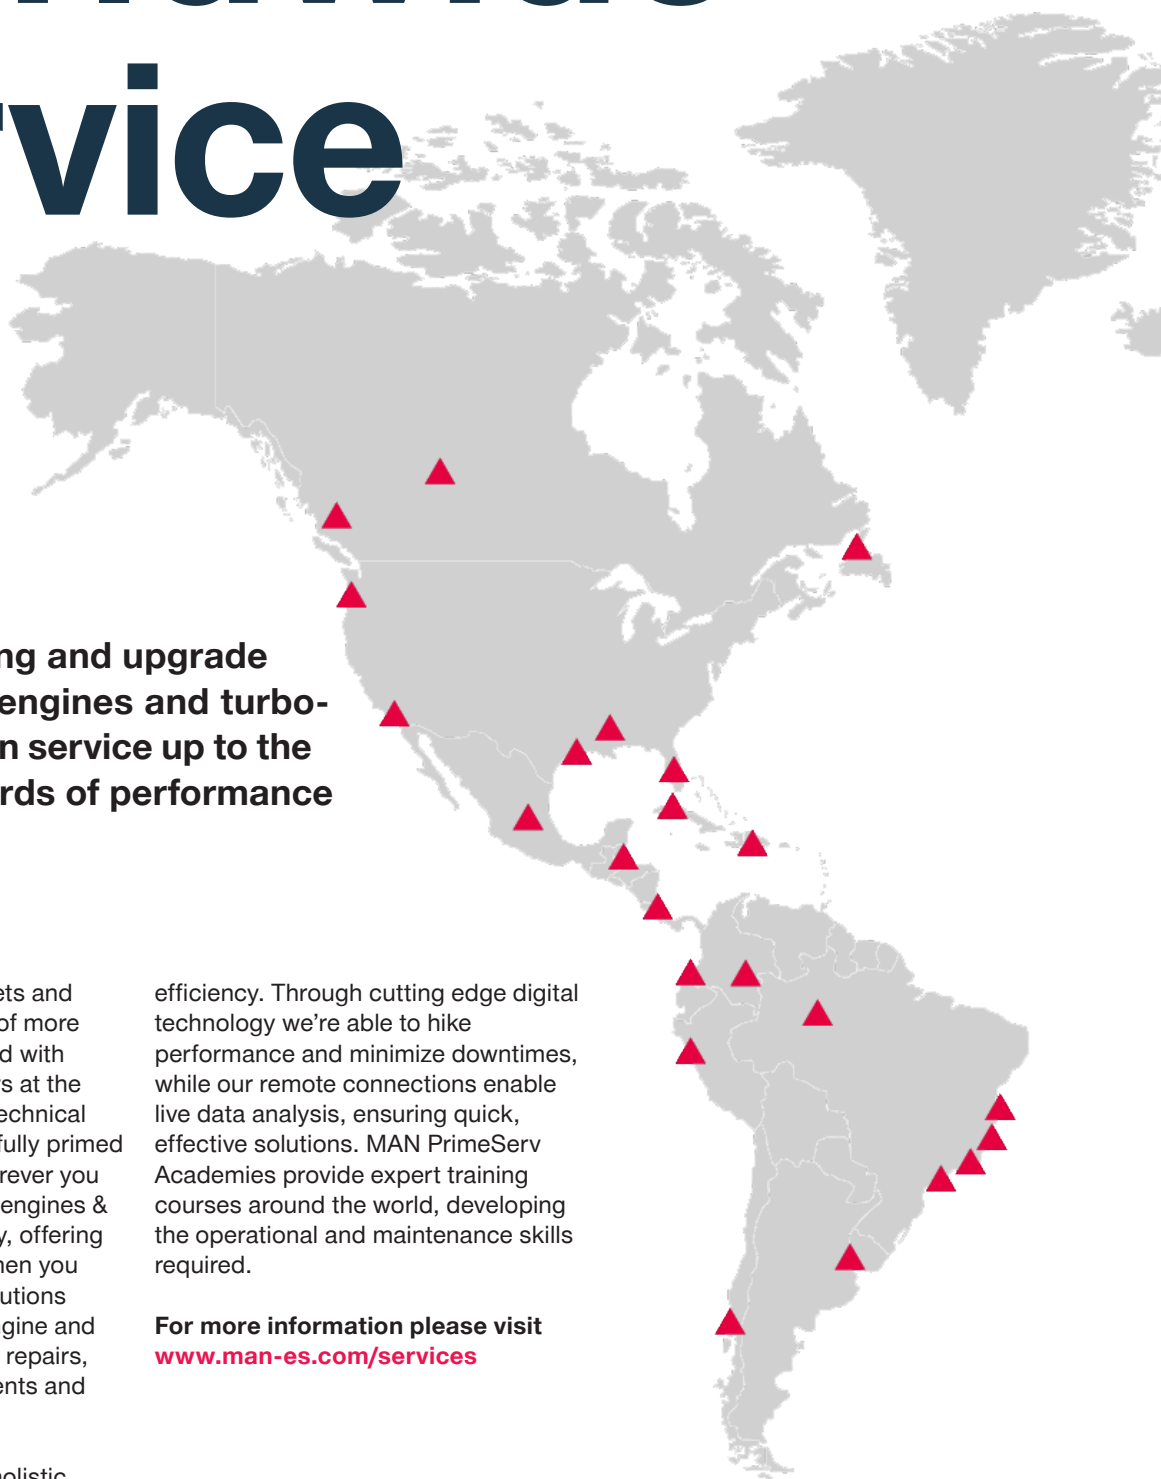 rvice
ng and upgrade
engines and turbo-
n service up to the
rds of performance
ets and
of more
d with
s at the
echnical
fully primed
rever you
engines &
y, offering
hen you
utions
gine and
repairs,
ents and
olistic
efficiency. Through cutting edge digital
technology we’re able to hike
performance and minimize downtimes,
while our remote connections enable
live data analysis, ensuring quick,
effective solutions. MAN PrimeServ
Academies provide expert training
courses around the world, developing
the operational and maintenance skills
required.
For more information please visit
www.man-es.com/services